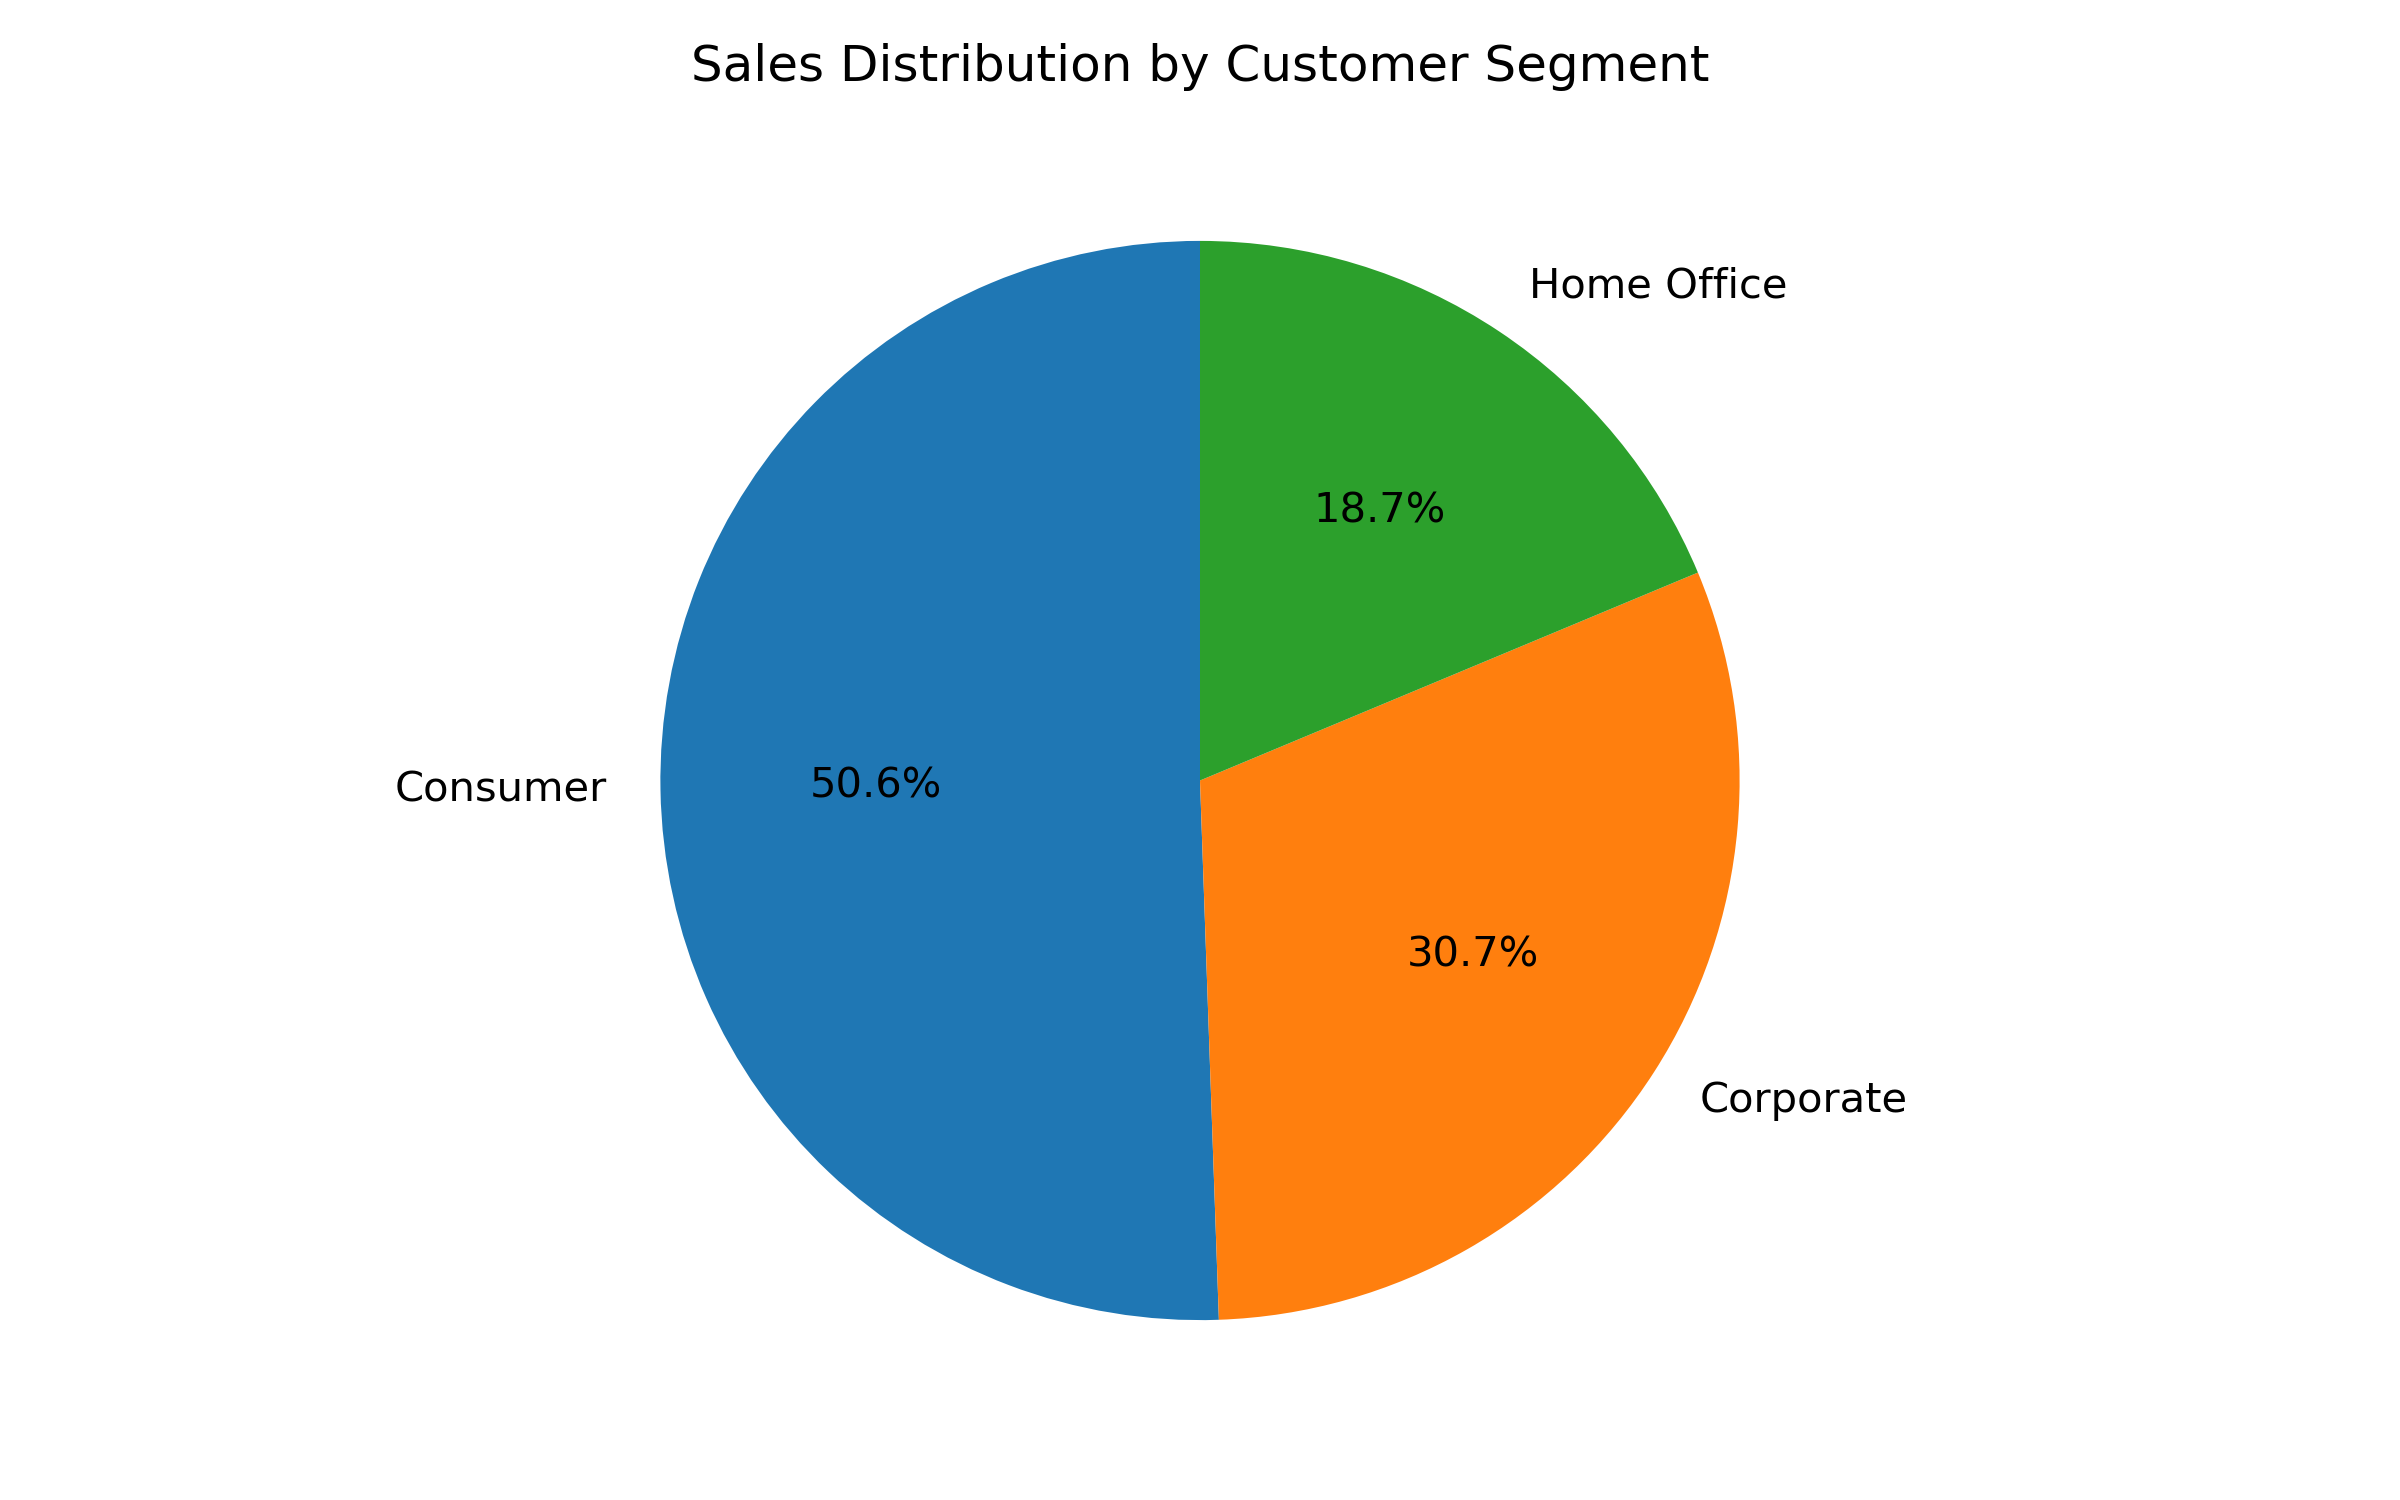 Sales Distribution by Customer Segment
Home Office
18.7%
Consumer
50.6%
30.7%
Corporate